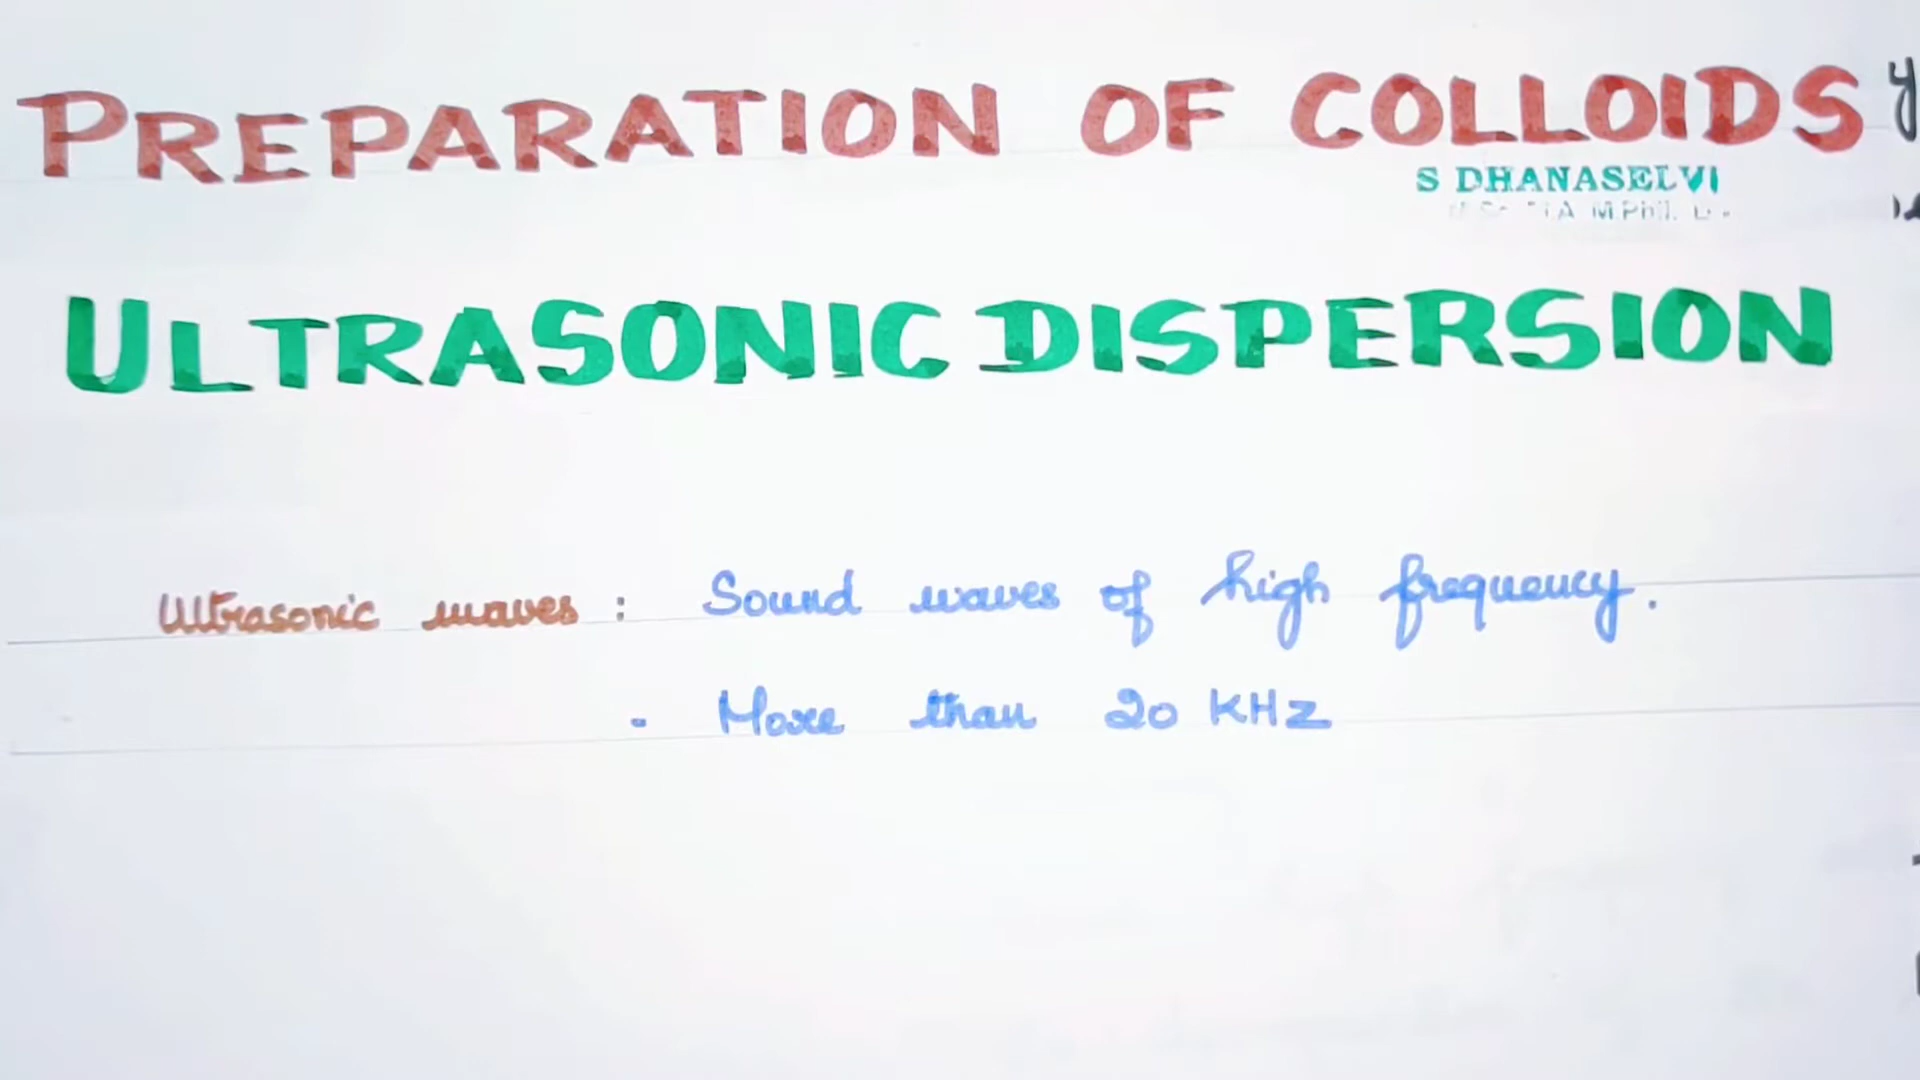 PREPARATION OF COLLOIDS
S DHANASELVI
ULTRASONIC DISPERSION
Ultrasonic waves : Sound waves of high frequency.
- More than 20 KHz